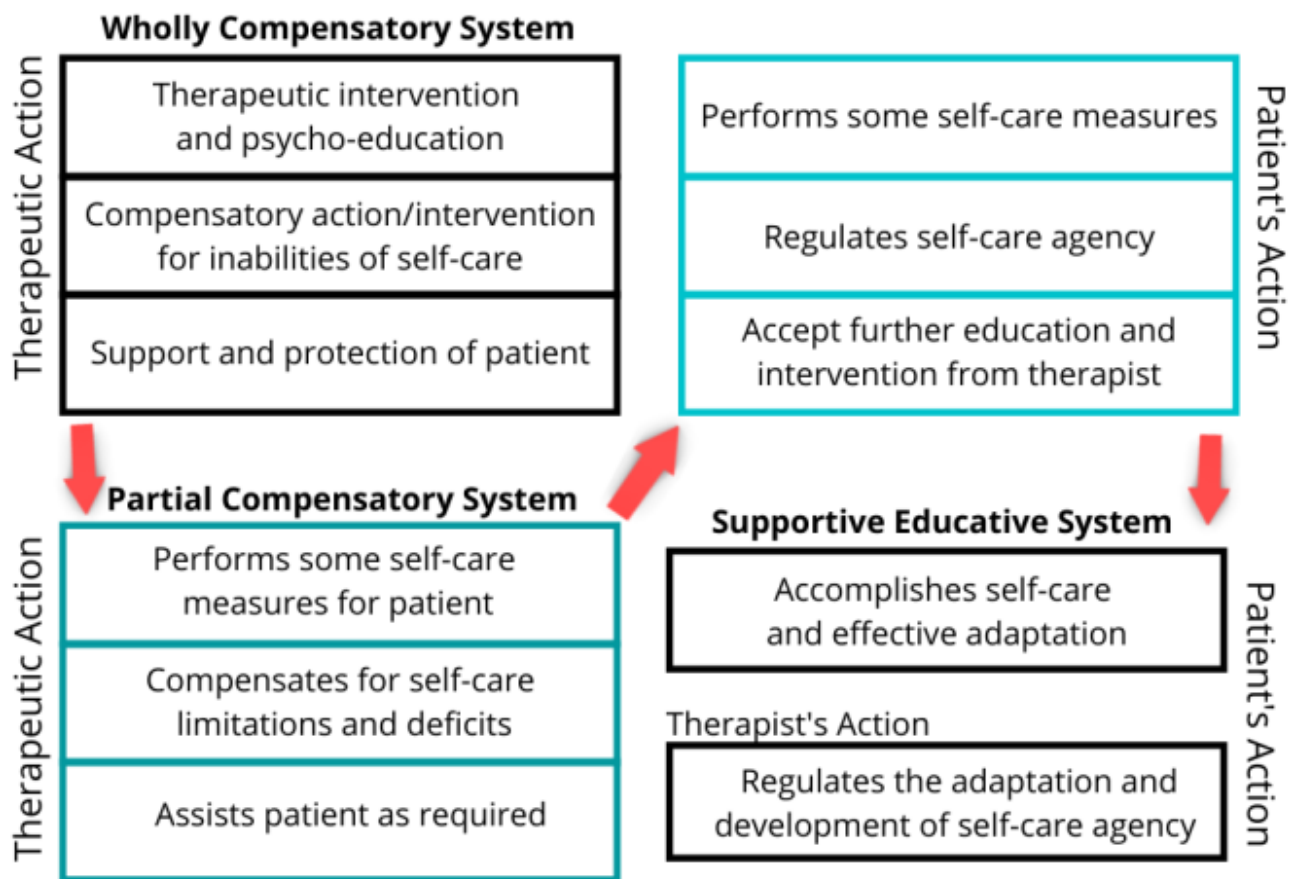 Wholly Compensatory System
Therapeutic Action
Therapeutic intervention
and psycho-education
Compensatory action/intervention
for inabilities of self-care
Support and protection of patient
Partial Compensatory System
Therapeutic Action
Performs some self-care
measures for patient
Compensates for self-care
limitations and deficits
Assists patient as required
Patient's Action
Performs some self-care measures
Regulates self-care agency
Accept further education and
intervention from therapist
Supportive Educative System
Patient's Action
Accomplishes self-care
and effective adaptation
Therapist's Action
Regulates the adaptation and
development of self-care agency